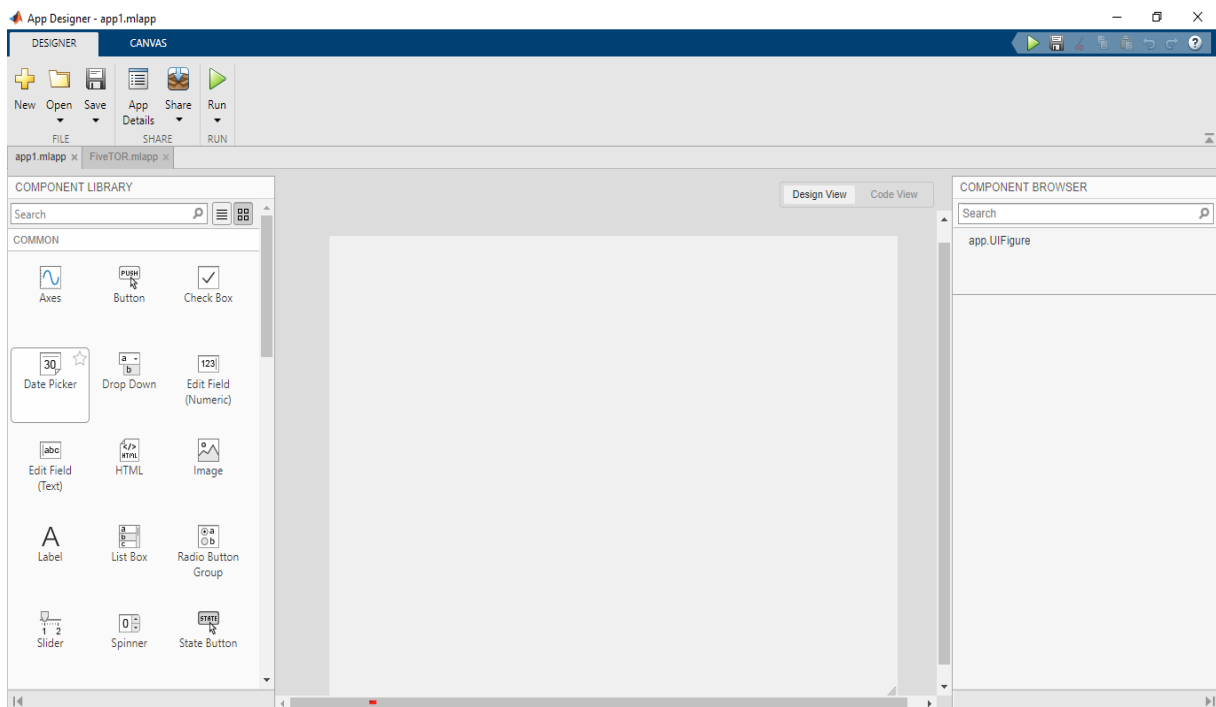 App Designer - app1.mlapp
DESIGNER CANVAS
New Open Save App Details Share Run
FILE SHARE RUN
app1.mlapp × FiveTOR.mlapp ×
COMPONENT LIBRARY
Design View Code View
COMPONENT BROWSER
Search
Search
COMMON
app.UIFigure
PUSH
Axes Button Check Box
30 a b 123
Date Picker Drop Down Edit Field (Numeric)
abc </> HTML
Edit Field (Text) HTML Image
A a b c a b
Label List Box Radio Button Group
1 2 0 STATE
Slider Spinner State Button